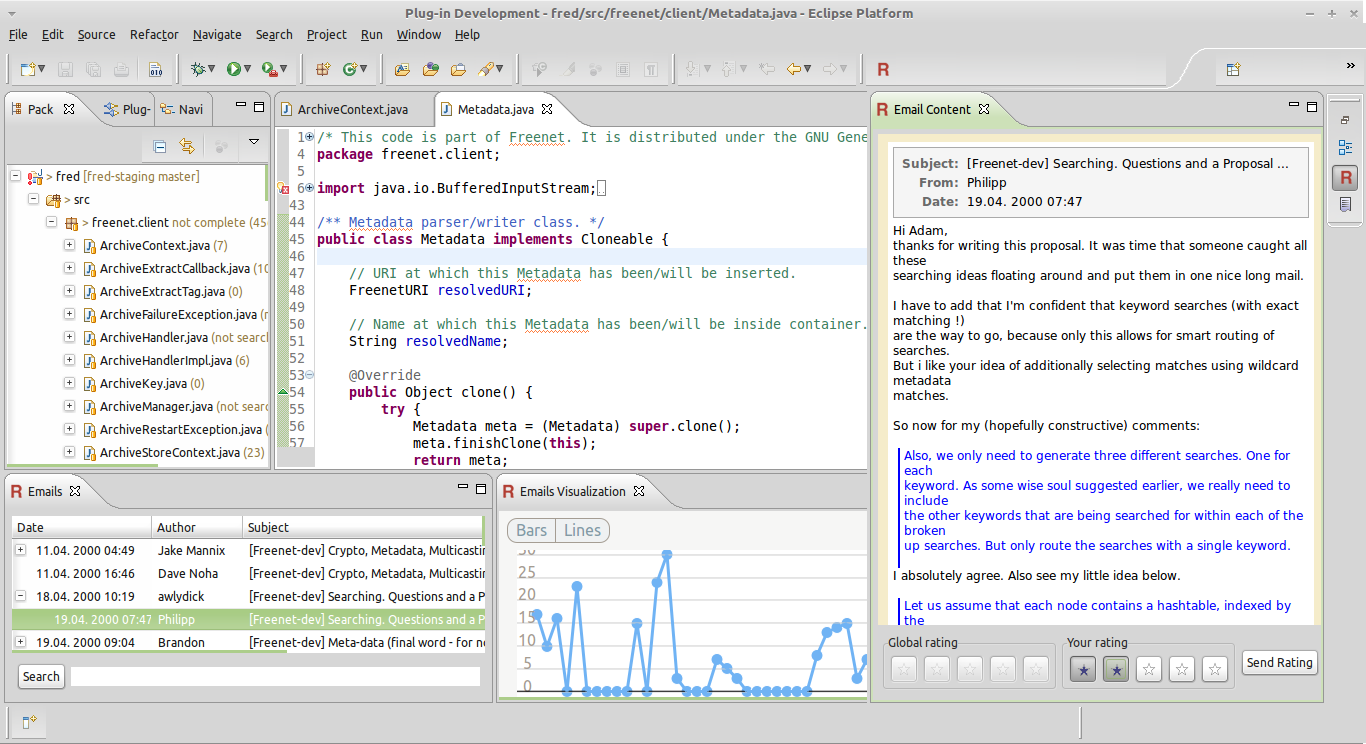 Plug-in Development - fred/src/freenet/client/Metadata.java - Eclipse Platform
File Edit Source Refactor Navigate Search Project Run Window Help
010
R
»
Pack
Plug-
Navi
> fred [fred-staging master]
> src
> freenet.client not complete (45
ArchiveContext.java (7)
ArchiveExtractCallback.java (10
ArchiveExtractTag.java (0)
ArchiveFailureException.java (n
ArchiveHandler.java (not searc
ArchiveHandlerImpl.java (6)
ArchiveKey.java (0)
ArchiveManager.java (not sear
ArchiveRestartException.java (
ArchiveStoreContext.java (23)
ArchiveContext.java
Metadata.java
1 /* This code is part of Freenet. It is distributed under the GNU Gene
4 package freenet.client;
5
6 import java.io.BufferedInputStream;
43
44 /** Metadata parser/writer class. */
45 public class Metadata implements Cloneable {
46
47 // URI at which this Metadata has been/will be inserted.
48 FreenetURI resolvedURI;
49
50 // Name at which this Metadata has been/will be inside container.
51 String resolvedName;
52
53 @Override
54 public Object clone() {
55 try {
56 Metadata meta = (Metadata) super.clone();
57 meta.finishClone(this);
return meta;
R Email Content
Subject: [Freenet-dev] Searching. Questions and a Proposal ...
From: Philipp
Date: 19.04. 2000 07:47
Hi Adam,
thanks for writing this proposal. It was time that someone caught all
these
searching ideas floating around and put them in one nice long mail.
I have to add that I'm confident that keyword searches (with exact
matching !)
are the way to go, because only this allows for smart routing of
searches.
But i like your idea of additionally selecting matches using wildcard
metadata
matches.
So now for my (hopefully constructive) comments:
Also, we only need to generate three different searches. One for
each
keyword. As some wise soul suggested earlier, we really need to
include
the other keywords that are being searched for within each of the
broken
up searches. But only route the searches with a single keyword.
I absolutely agree. Also see my little idea below.
Let us assume that each node contains a hashtable, indexed by
the
Global rating
Your rating
Send Rating
R
R Emails
Date Author Subject
11.04. 2000 04:49 Jake Mannix [Freenet-dev] Crypto, Metadata, Multicastin
11.04. 2000 16:46 Dave Noha [Freenet-dev] Crypto, Metadata, Multicastin
18.04. 2000 10:19 awlydick [Freenet-dev] Searching. Questions and a P
19.04. 2000 07:47 Philipp [Freenet-dev] Searching. Questions and a P
19.04. 2000 09:04 Brandon [Freenet-dev] Meta-data (final word - for no
Search
R Emails Visualization
Bars Lines
30
25
20
15
10
5
0